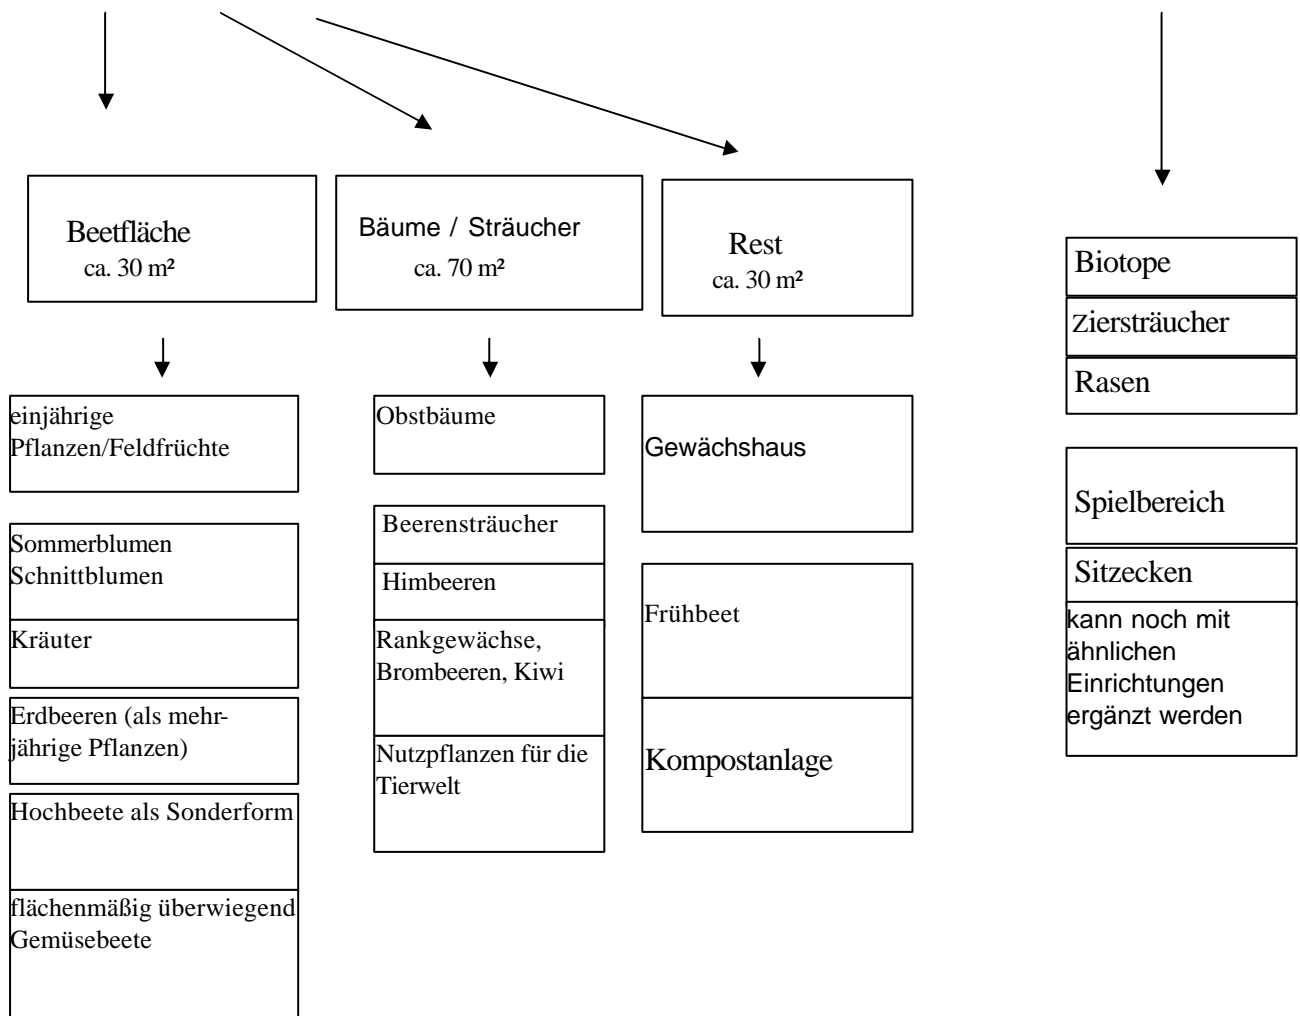 Beetfläche
ca. 30 m²
Bäume / Sträucher
ca. 70 m²
Rest
ca. 30 m²
einjährige
Pflanzen/Feldfrüchte
Sommerblumen
Schnittblumen
Kräuter
Erdbeeren (als mehr-
jährige Pflanzen)
Hochbeete als Sonderform
flächenmäßig überwiegend
Gemüsebeete
Obstbäume
Beerensträucher
Himbeeren
Rankgewächse,
Brombeeren, Kiwi
Nutzpflanzen für die
Tierwelt
Gewächshaus
Frühbeet
Kompostanlage
Biotope
Ziersträucher
Rasen
Spielbereich
Sitzecken
kann noch mit
ähnlichen
Einrichtungen
ergänzt werden